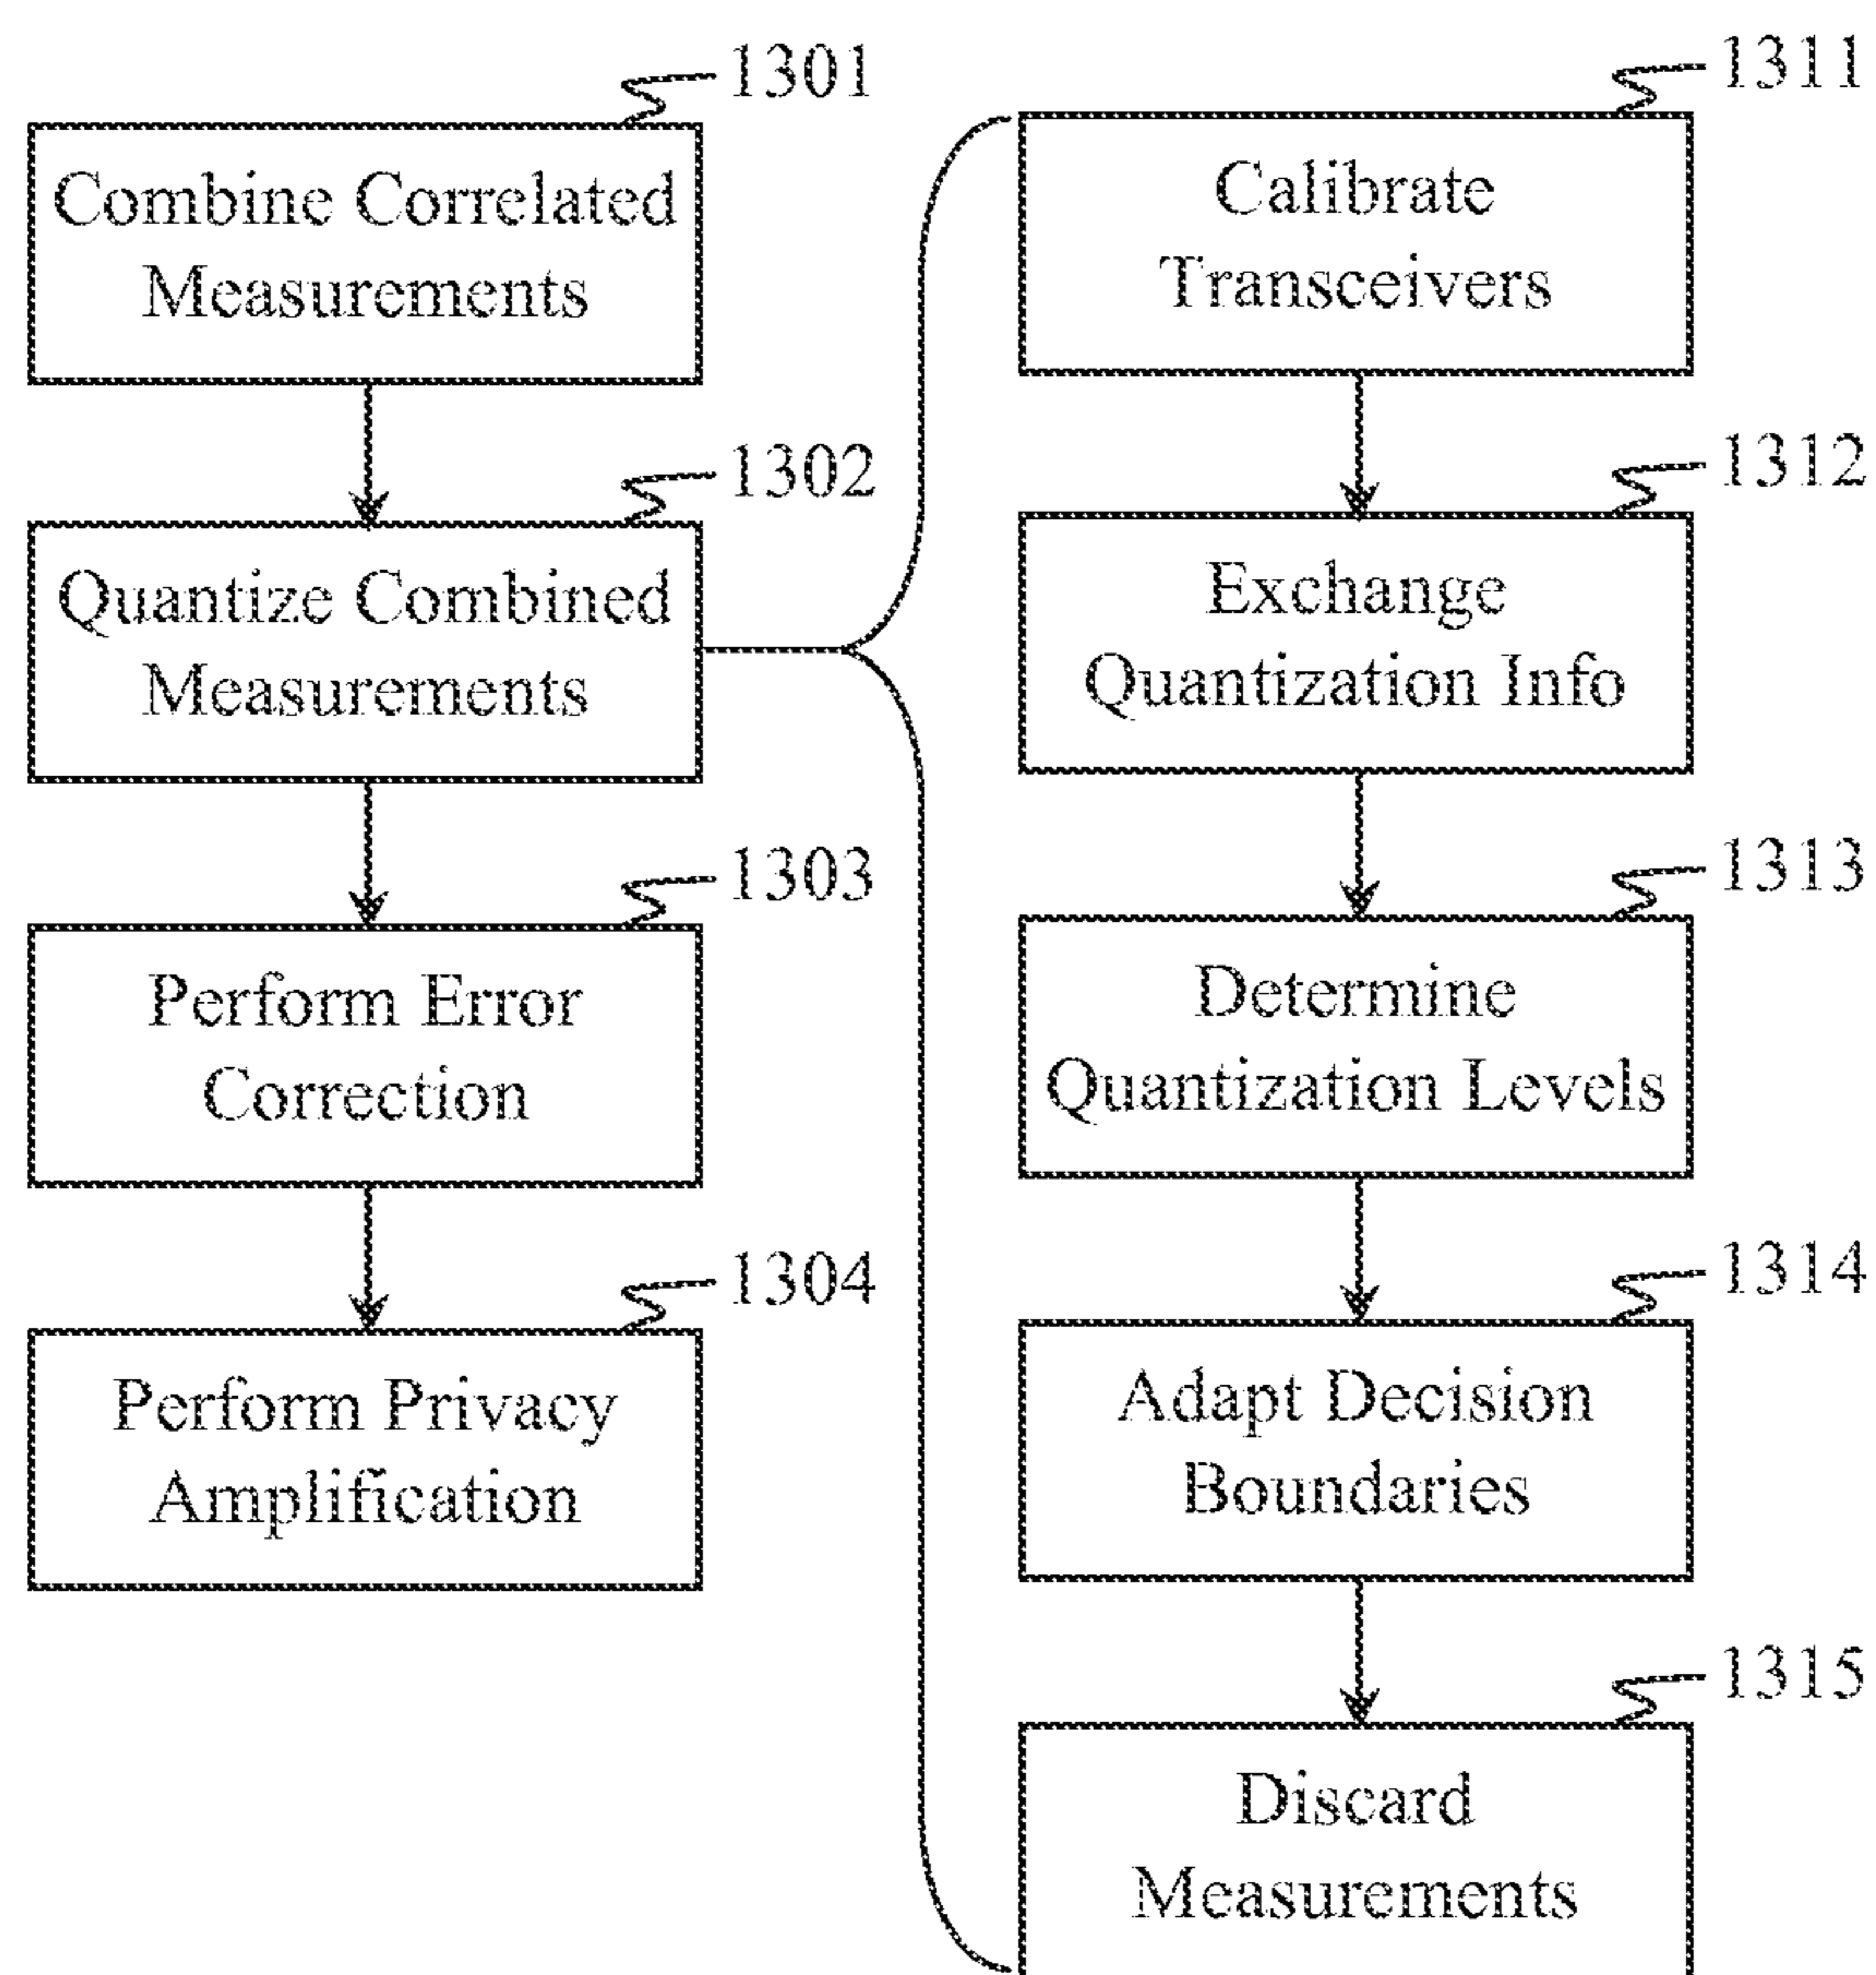 1301
Combine Correlated
Measurements
1302
Quantize Combined
Measurements
1303
Perform Error
Correction
1304
Perform Privacy
Amplification
1311
Calibrate
Transceivers
1312
Exchange
Quantization Info
1313
Determine
Quantization Levels
1314
Adapt Decision
Boundaries
1315
Discard
Measurements